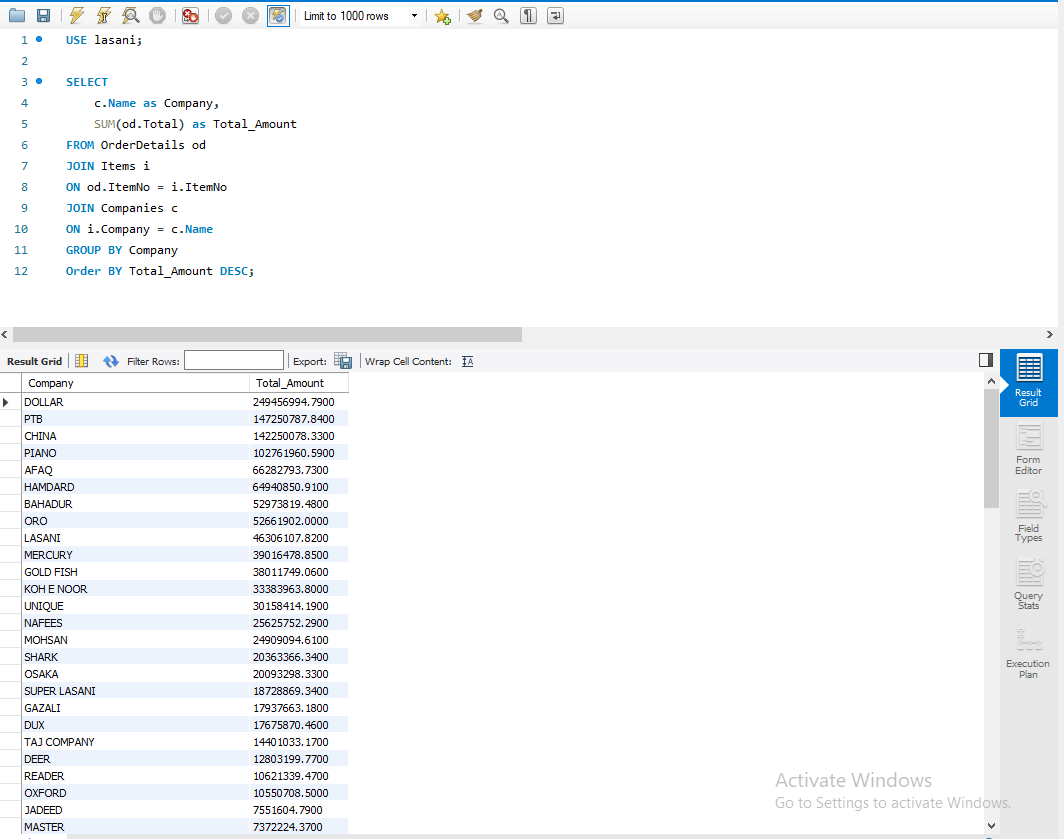 Limit to 1000 rows
1 USE lasani;
2
3 SELECT
4 c.Name as Company,
5 SUM(od.Total) as Total_Amount
6 FROM OrderDetails od
7 JOIN Items i
8 ON od.ItemNo = i.ItemNo
9 JOIN Companies c
10 ON i.Company = c.Name
11 GROUP BY Company
12 Order BY Total_Amount DESC;
Result Grid Filter Rows: Export: Wrap Cell Content: IA
Company Total_Amount
DOLLAR 249456994.7900
PTB 147250787.8400
CHINA 142250078.3300
PIANO 102761960.5900
AFAQ 66282793.7300
HAMDARD 64940850.9100
BAHADUR 52973819.4800
ORO 52661902.0000
LASANI 46306107.8200
MERCURY 39016478.8500
GOLD FISH 38011749.0600
KOH E NOOR 33383963.8000
UNIQUE 30158414.1900
NAFEES 25625752.2900
MOHSAN 24909094.6100
SHARK 20363366.3400
OSAKA 20093298.3300
SUPER LASANI 18728869.3400
GAZALI 17937663.1800
DUX 17675870.4600
TAJ COMPANY 14401033.1700
DEER 12803199.7700
READER 10621339.4700
OXFORD 10550708.5000
JADEED 7551604.7900
MASTER 7372224.3700
Result
Grid
Form
Editor
Field
Types
Query
Stats
Execution
Plan
Activate Windows
Go to Settings to activate Windows.